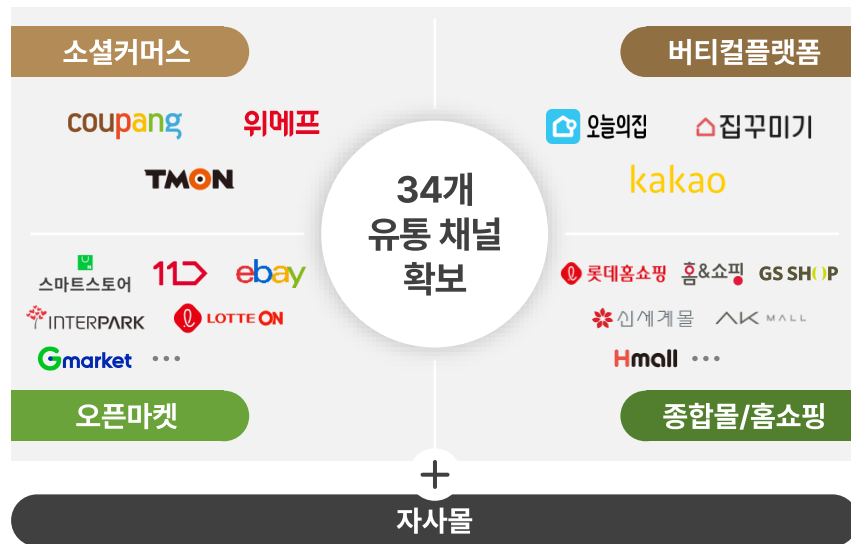 소셜커머스
coupang 위메프
TMON
버티컬플랫폼
오늘의집 집꾸미기
kakao
34개
유통 채널
확보
스마트스토어 11 ebay
INTERPARK LOTTE ON
Gmarket •••
오픈마켓
롯데홈쇼핑 홈&쇼핑 GS SHOP
신세계몰 AK MALL
Hmall •••
종합몰/홈쇼핑
+
자사몰